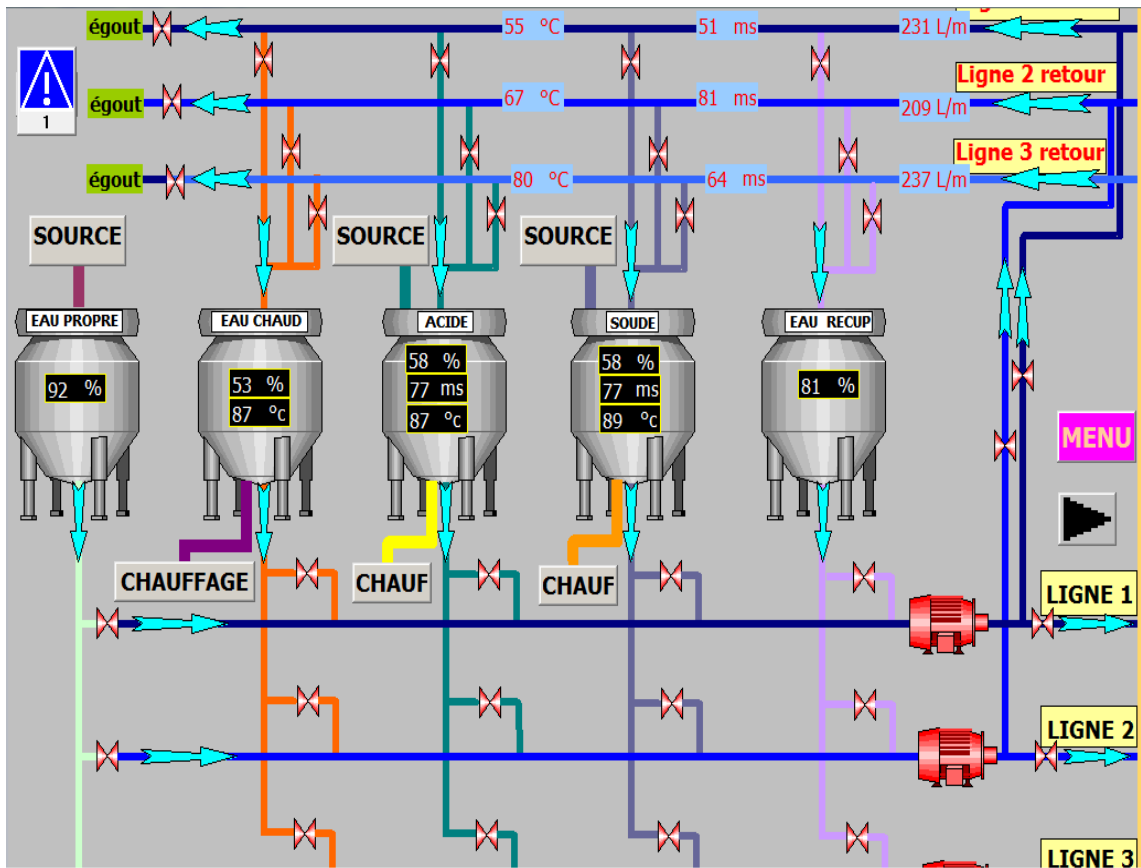 égout 55 °C 51 ms 231 L/m
Ligne 2 retour
égout 67 °C 81 ms 209 L/m
1
Ligne 3 retour
égout 80 °C 64 ms 237 L/m
SOURCE SOURCE SOURCE
EAU PROPRE EAU CHAUD ACIDE SOUDE EAU RECUP
58 % 58 %
92 % 53 % 77 ms 77 ms 81 %
87 °c 87 °c 89 °c
MENU
CHAUFFAGE CHAUF CHAUF
LIGNE 1
LIGNE 2
LIGNE 3